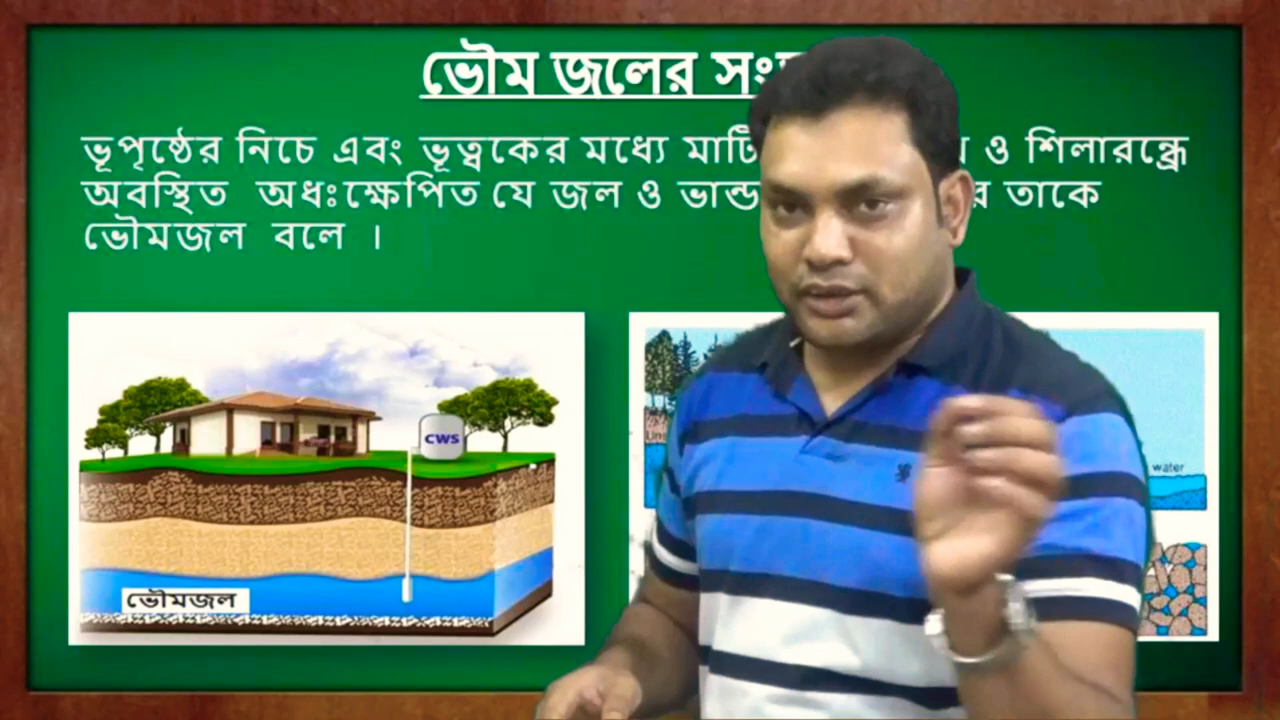 ভৌম জলের
ভূপৃষ্ঠের নিচে এবং ভূত্বকের মধ্যে ও শিলারন্ধ্রে
অবস্থিত অধঃক্ষেপিত যে জল ও তাকে
ভৌমজল বলে ।
CWS
water
ভৌমজল